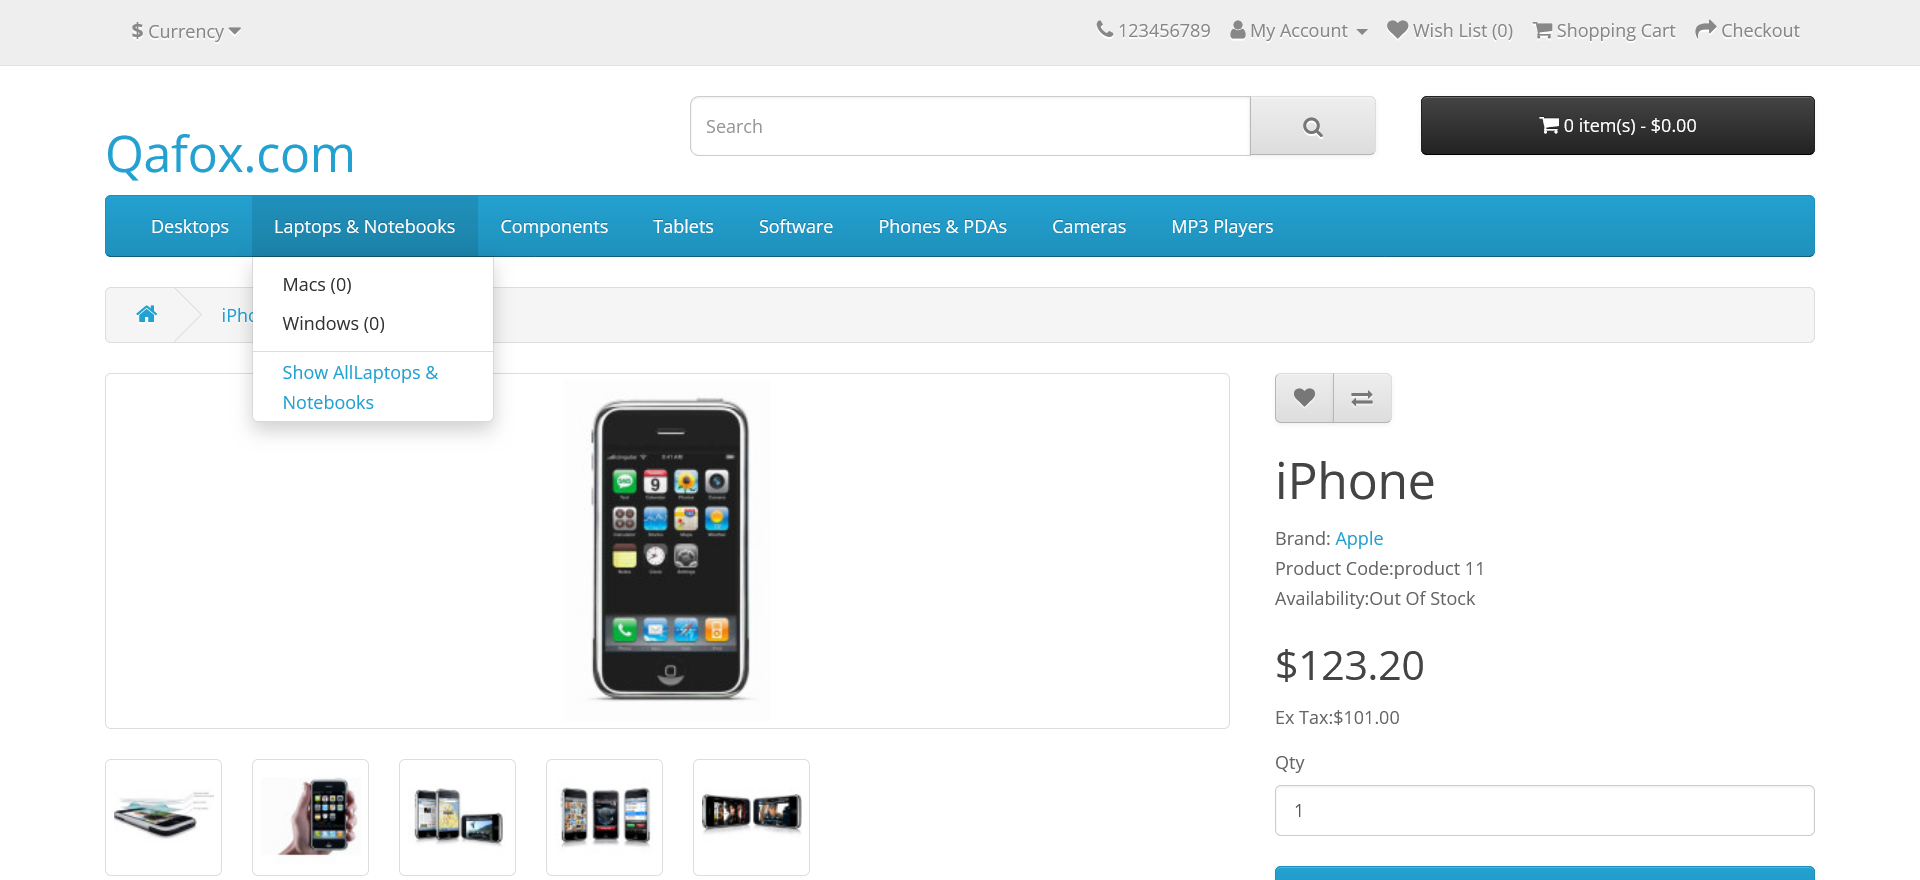 $ Currency
123456789 My Account Wish List (0) Shopping Cart Checkout
Qafox.com
Search
0 item(s) - $0.00
Desktops Laptops & Notebooks Components Tablets Software Phones & PDAs Cameras MP3 Players
Macs (0)
Windows (0)
Show AllLaptops &
Notebooks
iPho
iPhone
Brand: Apple
Product Code:product 11
Availability:Out Of Stock
$123.20
Ex Tax:$101.00
Qty
1
9